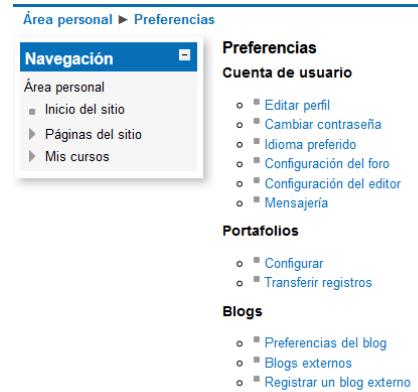 Área personal ► Preferencias
Navegación
Área personal
Inicio del sitio
Páginas del sitio
Mis cursos
Preferencias
Cuenta de usuario
Editar perfil
Cambiar contraseña
Idioma preferido
Configuración del foro
Configuración del editor
Mensajería
Portafolios
Configurar
Transferir registros
Blogs
Preferencias del blog
Blogs externos
Registrar un blog externo